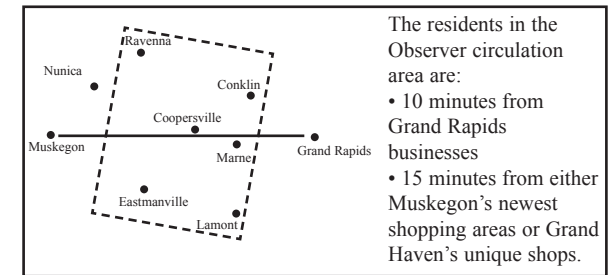 Ravenna
Nunica
Conklin
Coopersville
Muskegon
Marne
Grand Rapids
Eastmanville
Lamont
The residents in the
Observer circulation
area are:
• 10 minutes from
Grand Rapids
businesses
• 15 minutes from either
Muskegon's newest
shopping areas or Grand
Haven's unique shops.